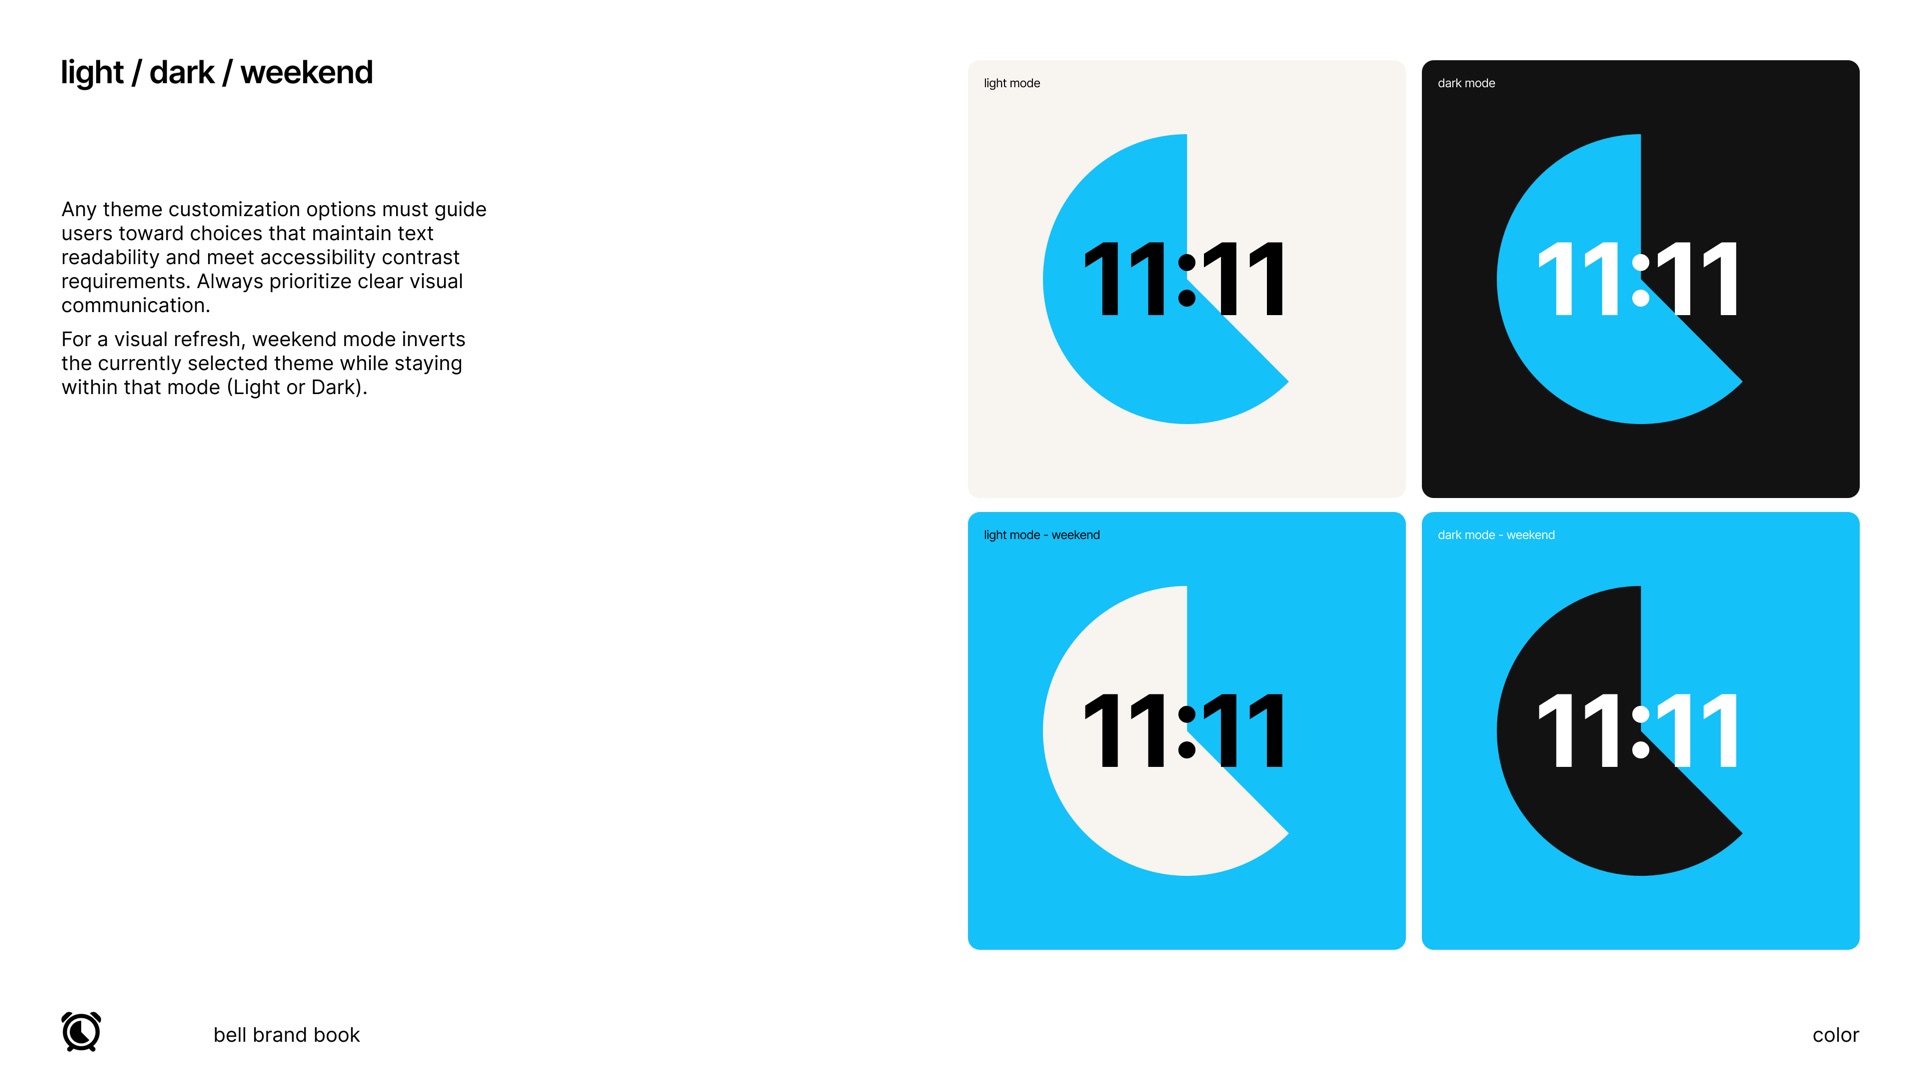 light / dark / weekend
Any theme customization options must guide
users toward choices that maintain text
readability and meet accessibility contrast
requirements. Always prioritize clear visual
communication.
For a visual refresh, weekend mode inverts
the currently selected theme while staying
within that mode (Light or Dark).
light mode
11:11
dark mode
11:11
light mode - weekend
11:11
dark mode - weekend
11:11
bell brand book
color